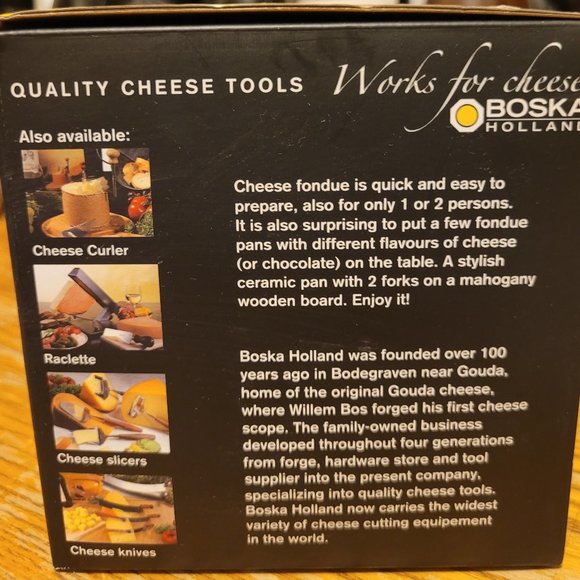 QUALITY CHEESE TOOLS
Works for cheese
BOSKA
HOLLAND
Also available:
Cheese Curler
Raclette
Cheese slicers
Cheese knives
Cheese fondue is quick and easy to
prepare, also for only 1 or 2 persons.
It is also surprising to put a few fondue
pans with different flavours of cheese
(or chocolate) on the table. A stylish
ceramic pan with 2 forks on a mahogany
wooden board. Enjoy it!
Boska Holland was founded over 100
years ago in Bodegraven near Gouda,
home of the original Gouda cheese,
where Willem Bos forged his first cheese
scope. The family-owned business
developed throughout four generations
from forge, hardware store and tool
supplier into the present company,
specializing into quality cheese tools.
Boska Holland now carries the widest
variety of cheese cutting equipement
in the world.